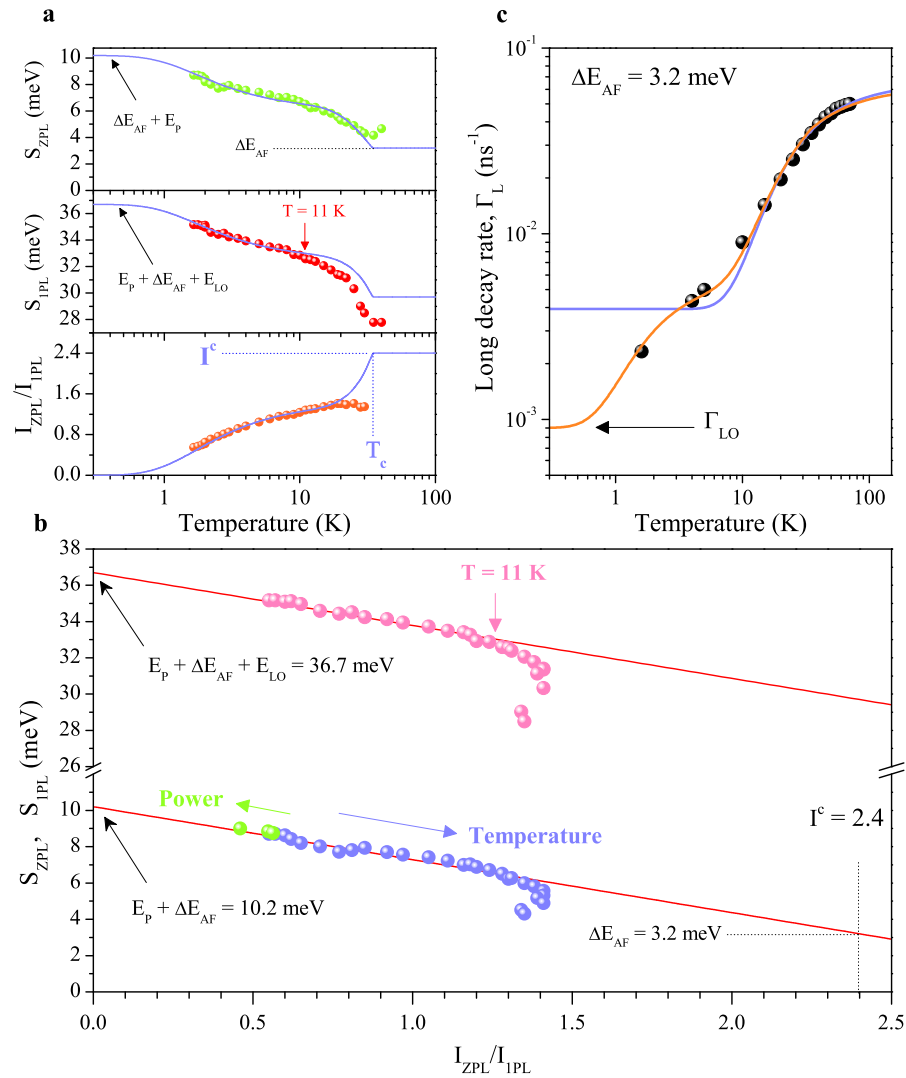 a
10
8
6
4
2
0
S_ZPL (meV)
ΔE_AF + E_P
ΔE_AF
36
34
32
30
28
S_1PL (meV)
T = 11 K
E_P + ΔE_AF + E_LO
2.4
1.6
0.8
0.0
I_ZPL/I_1PL
I^c
T_c
1 10 100
Temperature (K)
c
10^-1
10^-2
10^-3
Long decay rate, Γ_L (ns^-1)
ΔE_AF = 3.2 meV
Γ_LO
1 10 100
Temperature (K)
b
38
36
34
32
30
28
26
10
8
6
4
2
0
S_ZPL, S_1PL (meV)
T = 11 K
E_P + ΔE_AF + E_LO = 36.7 meV
Power
Temperature
I^c = 2.4
E_P + ΔE_AF = 10.2 meV
ΔE_AF = 3.2 meV
0.0 0.5 1.0 1.5 2.0 2.5
I_ZPL/I_1PL